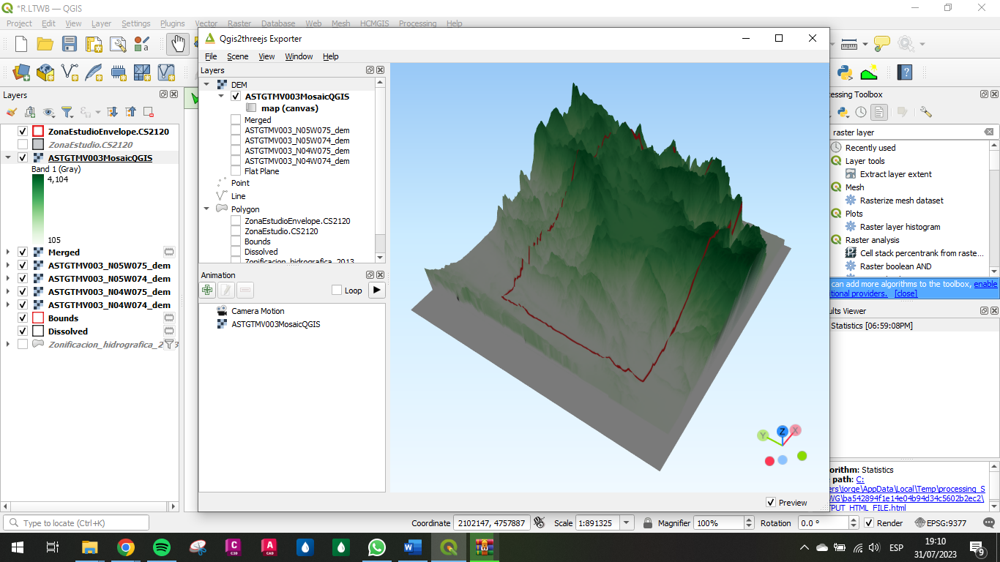 *R.LTWB — QGIS
Project Edit View Layer Settings Plugins Vector Raster Database Web Mesh HCMGIS Processing Help
Qgis2threejs Exporter
File Scene View Window Help
Layers
DEM
ASTGTMV003MosaicQGIS
map (canvas)
Merged
ASTGTMV003_N05W075_dem
ASTGTMV003_N05W074_dem
ASTGTMV003_N04W075_dem
ASTGTMV003_N04W074_dem
Flat Plane
Point
Line
Polygon
ZonaEstudioEnvelope.CS2120
ZonaEstudio.CS2120
Bounds
Dissolved
Zonificacion_hidrografica_2013
Animation
Loop
Camera Motion
ASTGTMV003MosaicQGIS
Preview
Y Z X
Layers
ZonaEstudioEnvelope.CS2120
ZonaEstudio.CS2120
ASTGTMV003MosaicQGIS
Band 1 (Gray)
4,104
105
Merged
ASTGTMV003_N05W075_dem
ASTGTMV003_N05W074_dem
ASTGTMV003_N04W075_dem
ASTGTMV003_N04W074_dem
Bounds
Dissolved
Zonificacion_hidrografica_2
3
essing Toolbox
raster layer
Recently used
Layer tools
Extract layer extent
Mesh
Rasterize mesh dataset
Plots
Raster layer histogram
Raster analysis
Cell stack percentrank from raste...
Raster boolean AND
can add more algorithms to the toolbox, enable
itional providers. [close]
ults Viewer
Statistics [06:59:08PM]
orithm: Statistics
path: C:
ers\jorge\AppData\Local\Temp\processing_S
WG\ba542894f1e14e04b94d34c5602b2ec2\
TPUT_HTML_FILE.html
Type to locate (Ctrl+K)
Coordinate 2102147, 4757887 Scale 1:891325 Magnifier 100% Rotation 0.0 ° Render EPSG:9377
C
C3D
A
CAD
W
ESP
19:10
31/07/2023
9